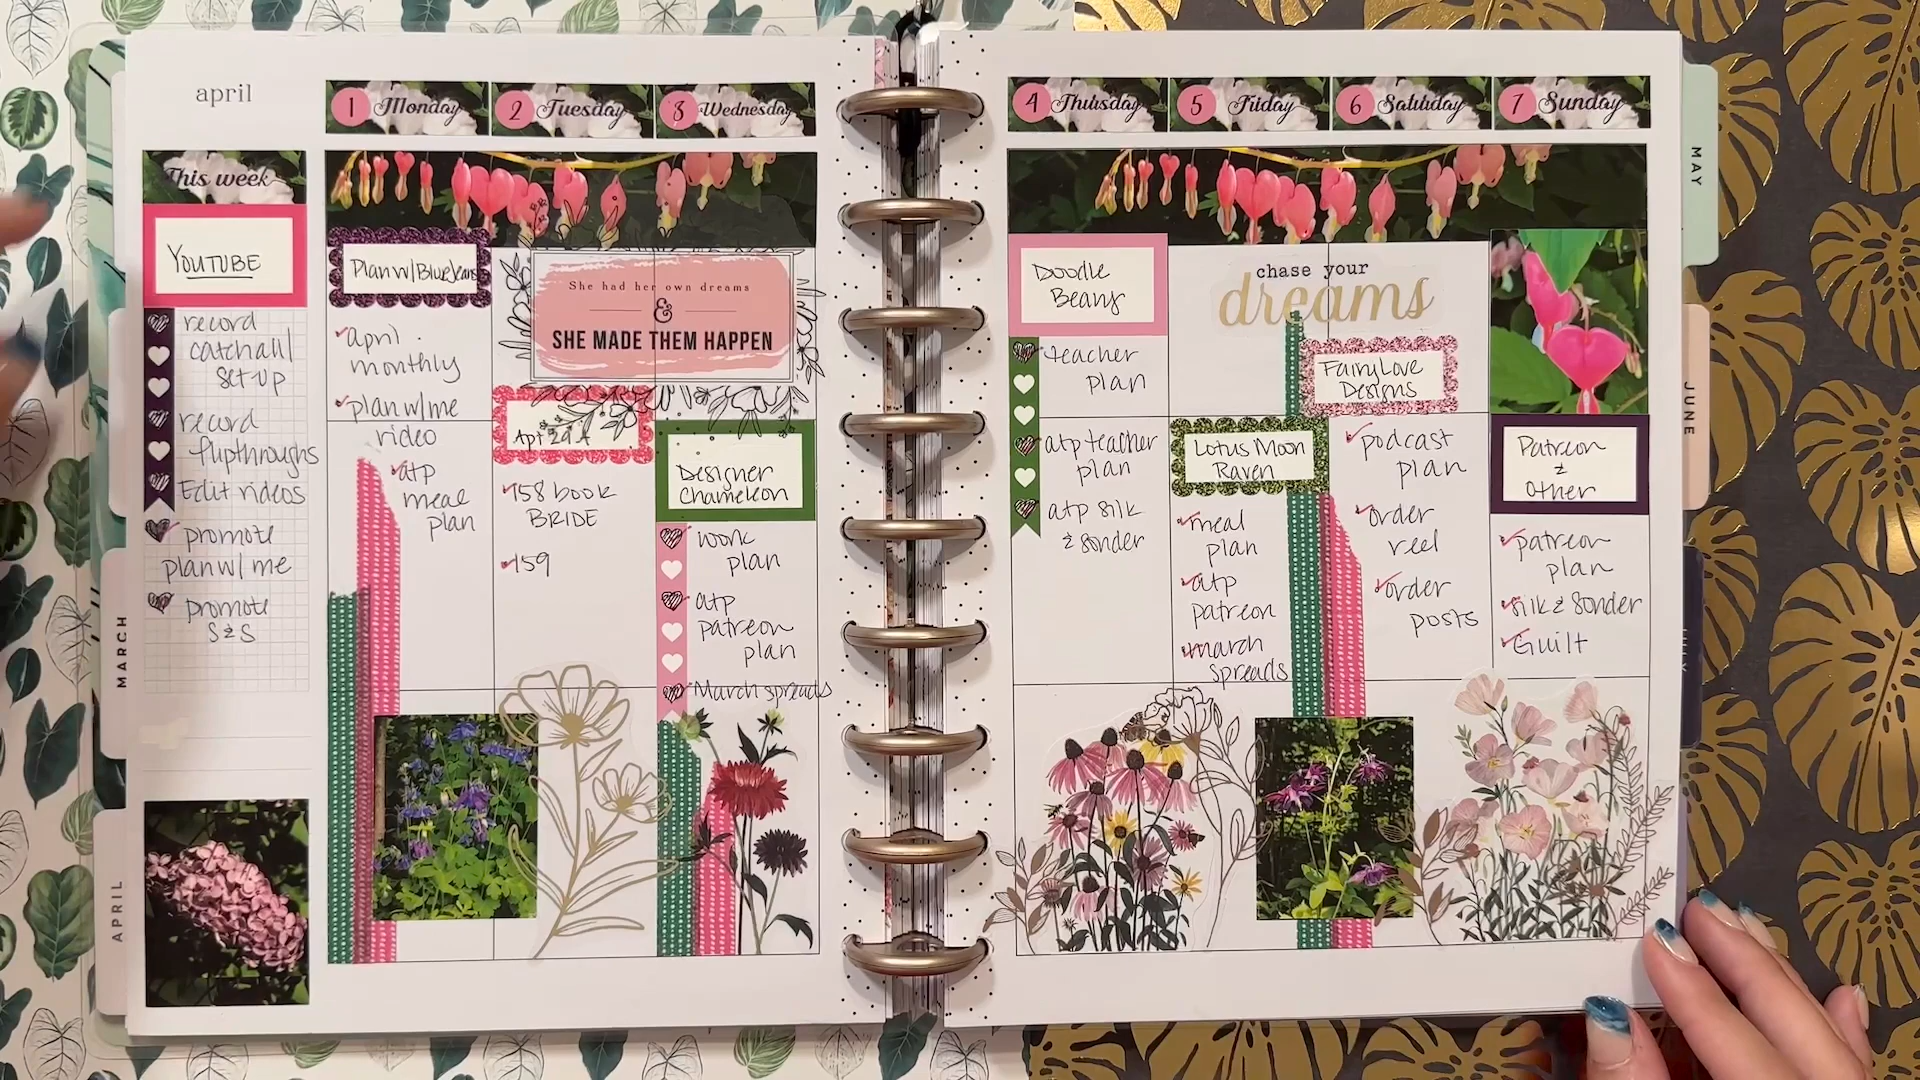 april
1 Monday
2 Tuesday
3 Wednesday
4 Thursday
5 Friday
6 Saturday
7 Sunday
This week
YOUTUBE
record
catchall/
set-up
record
flipthroughs
Edit videos
promote
plan w/ me
promote
S & S
Plan w/ Blue Jeans
april
monthly
plan w/ me
video
atp
meal
plan
She had her own dreams
&
SHE MADE THEM HAPPEN
Apt 29 A
158 book
BRIDE
159
Designer
Chameleon
work
plan
atp
patreon
plan
March spreads
Doodle
Beans
teacher
plan
atp teacher
plan
atp silk
& sonder
chase your
dreams
Lotus Moon
Raven
meal
plan
atp
patreon
march
spreads
Fairy Love
Designs
podcast
plan
order
reel
order
posts
Patreon
&
Other
patreon
plan
silk & sonder
Guilt
MARCH
APRIL
MAY
JUNE
JULY